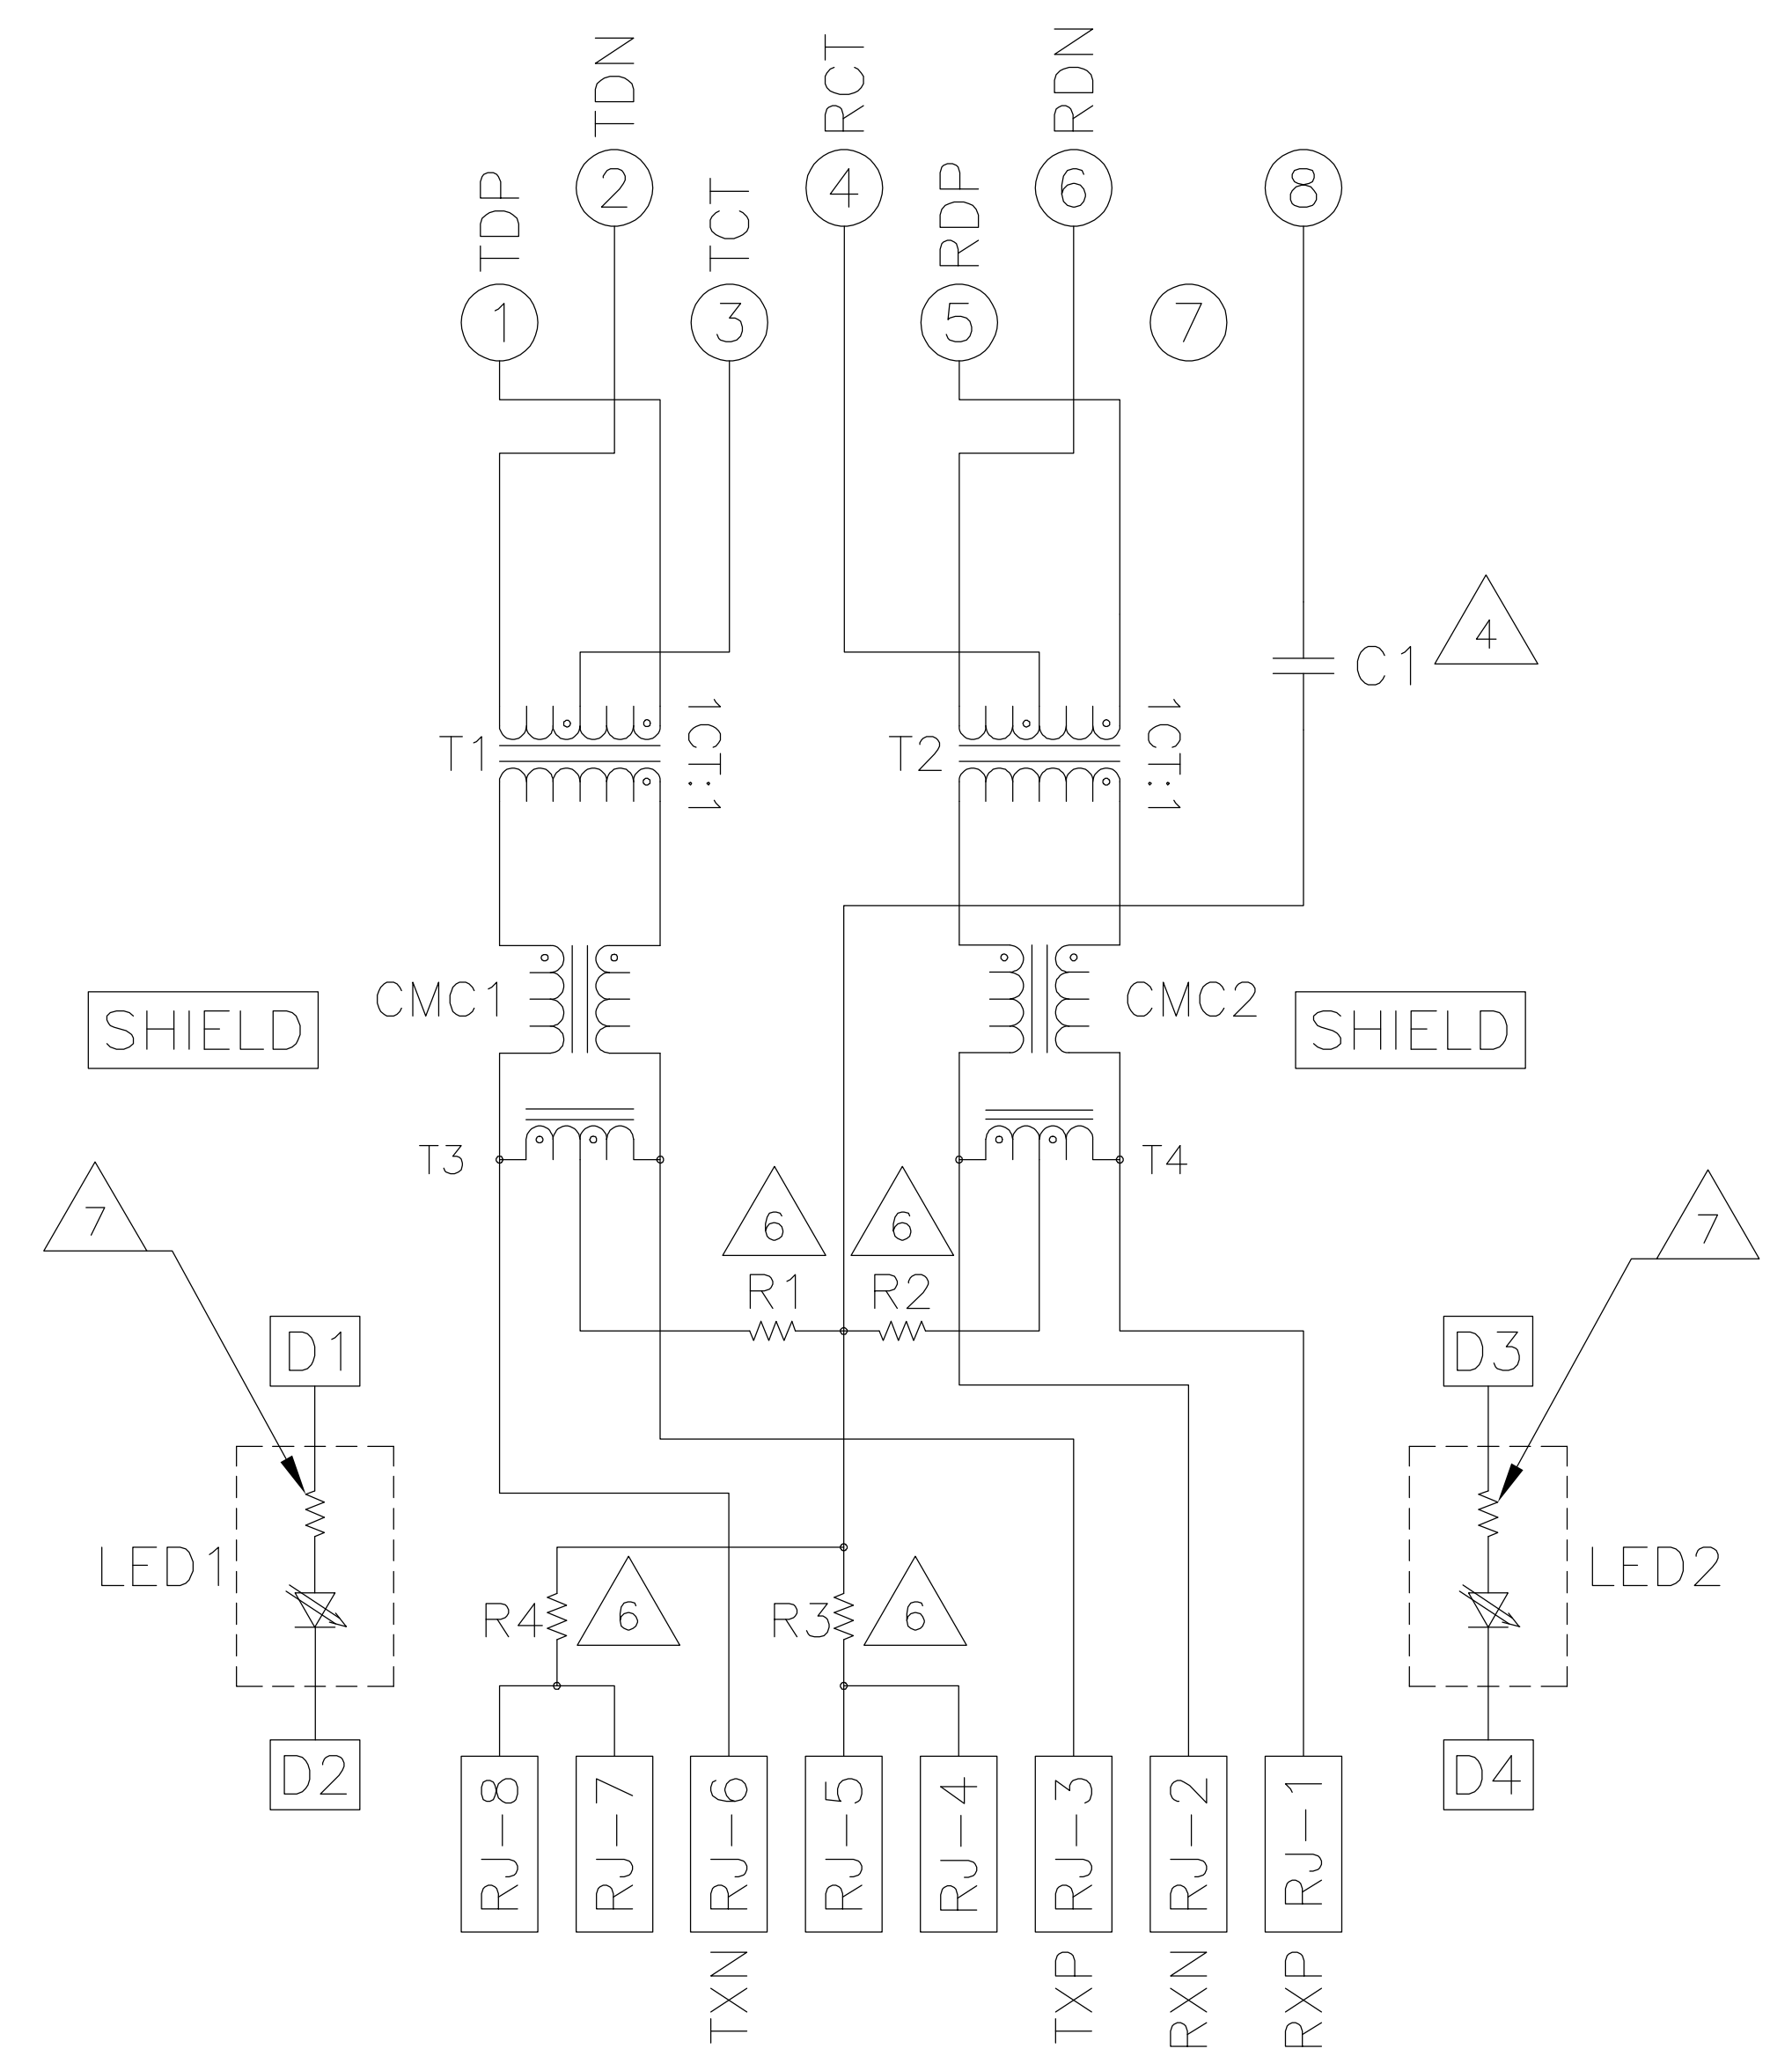 TDN
RCT
RDN
TDP
2
TCT
4
RDP
6
8
1
3
5
7
4
C1
T1
1CT:1
T2
1CT:1
CMC1
CMC2
SHIELD
SHIELD
T3
T4
7
6
6
7
R1
R2
D1
D3
LED1
LED2
R4
6
R3
6
D2
D4
RJ-8
RJ-7
RJ-6
RJ-5
RJ-4
RJ-3
RJ-2
RJ-1
TXN
TXP
RXN
RXP